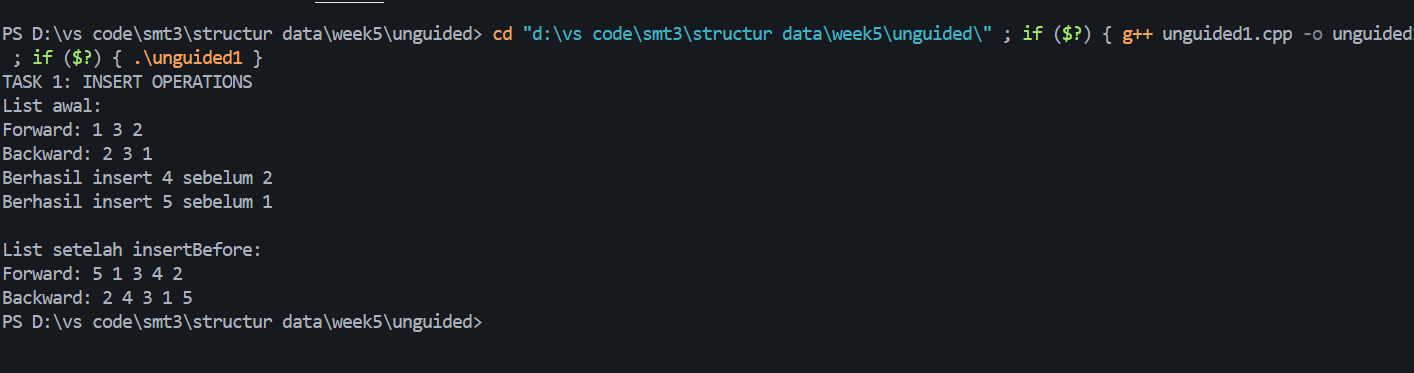 PS D:\vs code\smt3\structur data\week5\unguided> cd "d:\vs code\smt3\structur data\week5\unguided\" ; if ($?) { g++ unguided1.cpp -o unguided1
 ; if ($?) { .\unguided1 }
TASK 1: INSERT OPERATIONS
List awal:
Forward: 1 3 2
Backward: 2 3 1
Berhasil insert 4 sebelum 2
Berhasil insert 5 sebelum 1
List setelah insertBefore:
Forward: 5 1 3 4 2
Backward: 2 4 3 1 5
PS D:\vs code\smt3\structur data\week5\unguided>